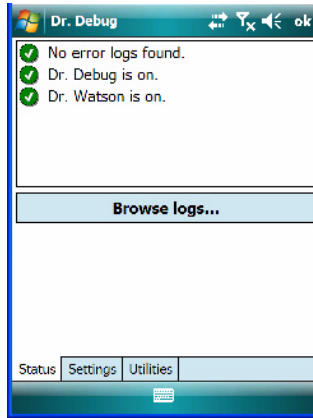 Dr. Debug ok
No error logs found.
Dr. Debug is on.
Dr. Watson is on.
Browse logs...
Status Settings Utilities